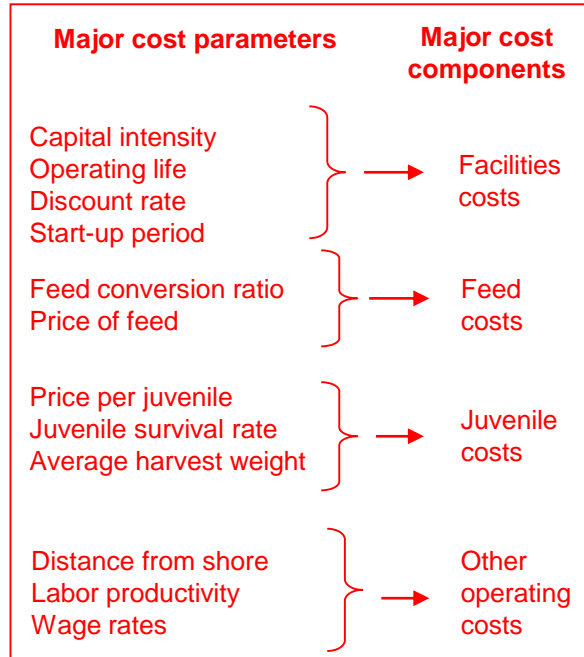 Major cost parameters
Major cost
components
Capital intensity
Operating life
Discount rate
Start-up period
Facilities
costs
Feed conversion ratio
Price of feed
Feed
costs
Price per juvenile
Juvenile survival rate
Average harvest weight
Juvenile
costs
Distance from shore
Labor productivity
Wage rates
Other
operating
costs